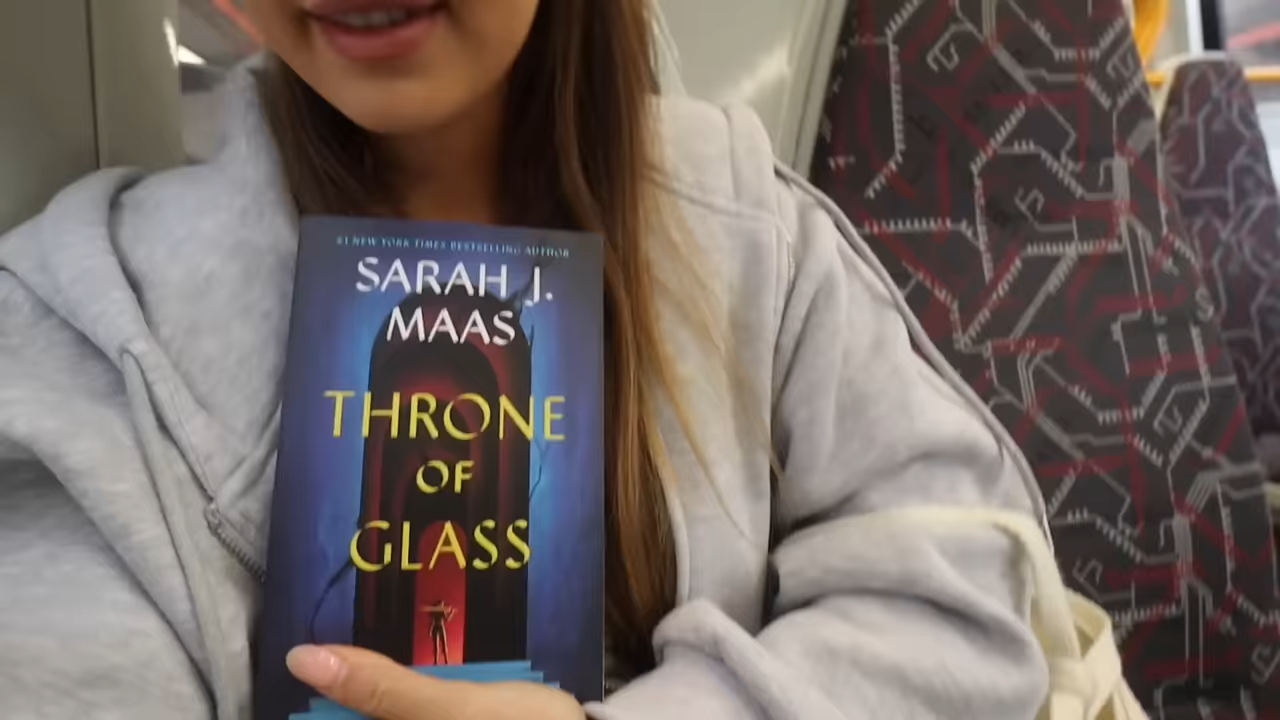 #1 NEW YORK TIMES BESTSELLING AUTHOR
SARAH J.
MAAS
THRONE
OF
GLASS